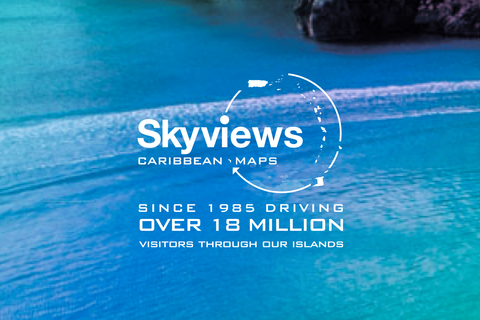 Skyviews
CARIBBEAN MAPS
SINCE 1985 DRIVING
OVER 18 MILLION
VISITORS THROUGH OUR ISLANDS